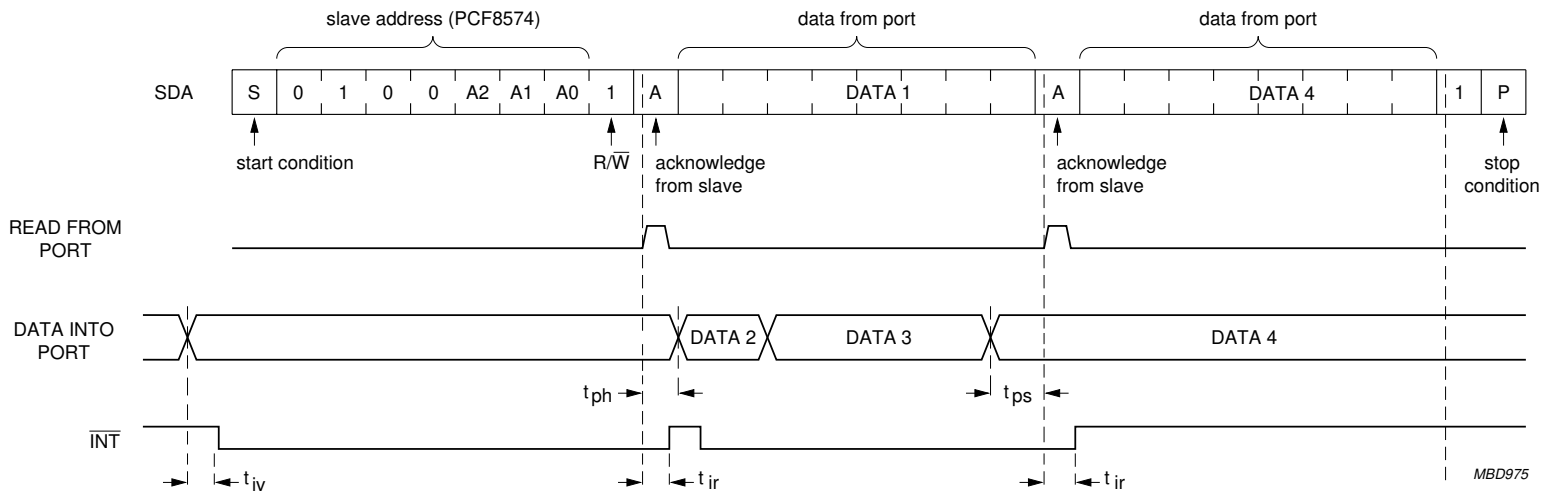 slave address (PCF8574)
data from port
data from port
SDA
S 0 1 0 0 A2 A1 A0 1 A DATA 1 A DATA 4 1 P
start condition
R/W̅
acknowledge
from slave
acknowledge
from slave
stop
condition
READ FROM
PORT
DATA INTO
PORT
DATA 2
DATA 3
DATA 4
t ph
t ps
I̅N̅T̅
t iv
t ir
t ir
MBD975